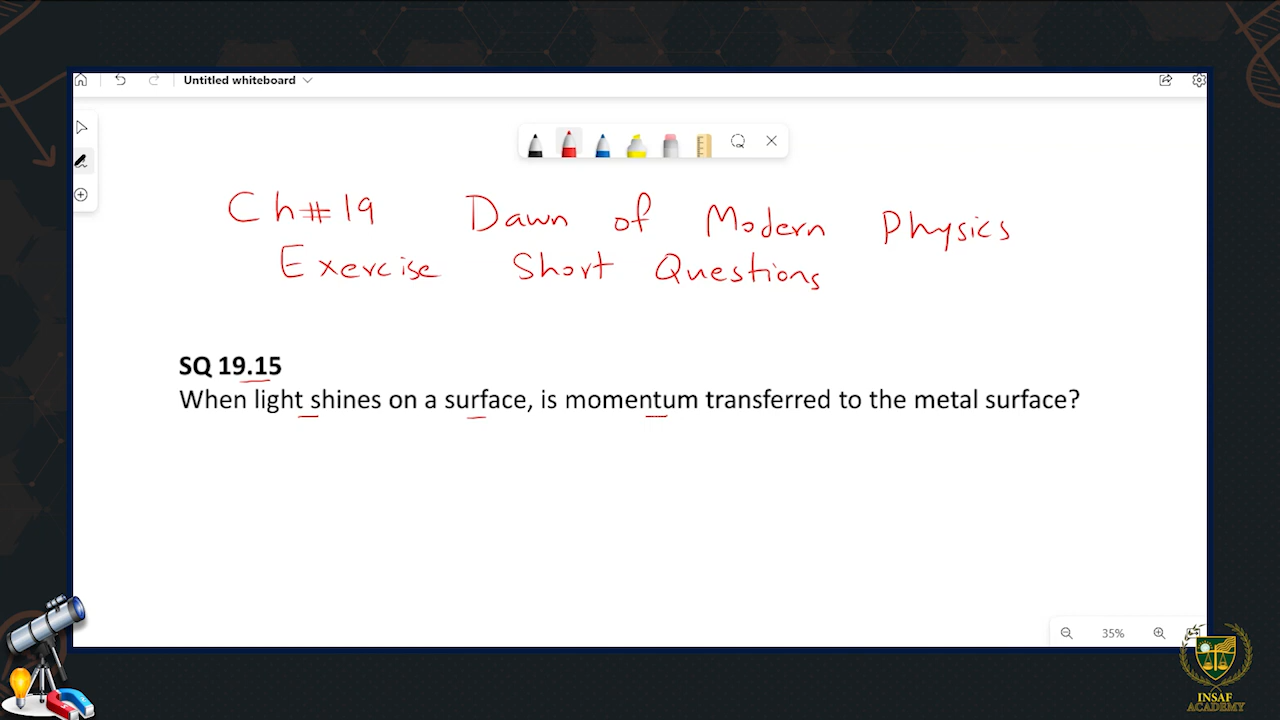 Untitled whiteboard
Ch#19 Dawn of Modern Physics
Exercise Short Questions
SQ 19.15
When light shines on a surface, is momentum transferred to the metal surface?
35%
INSAF
ACADEMY